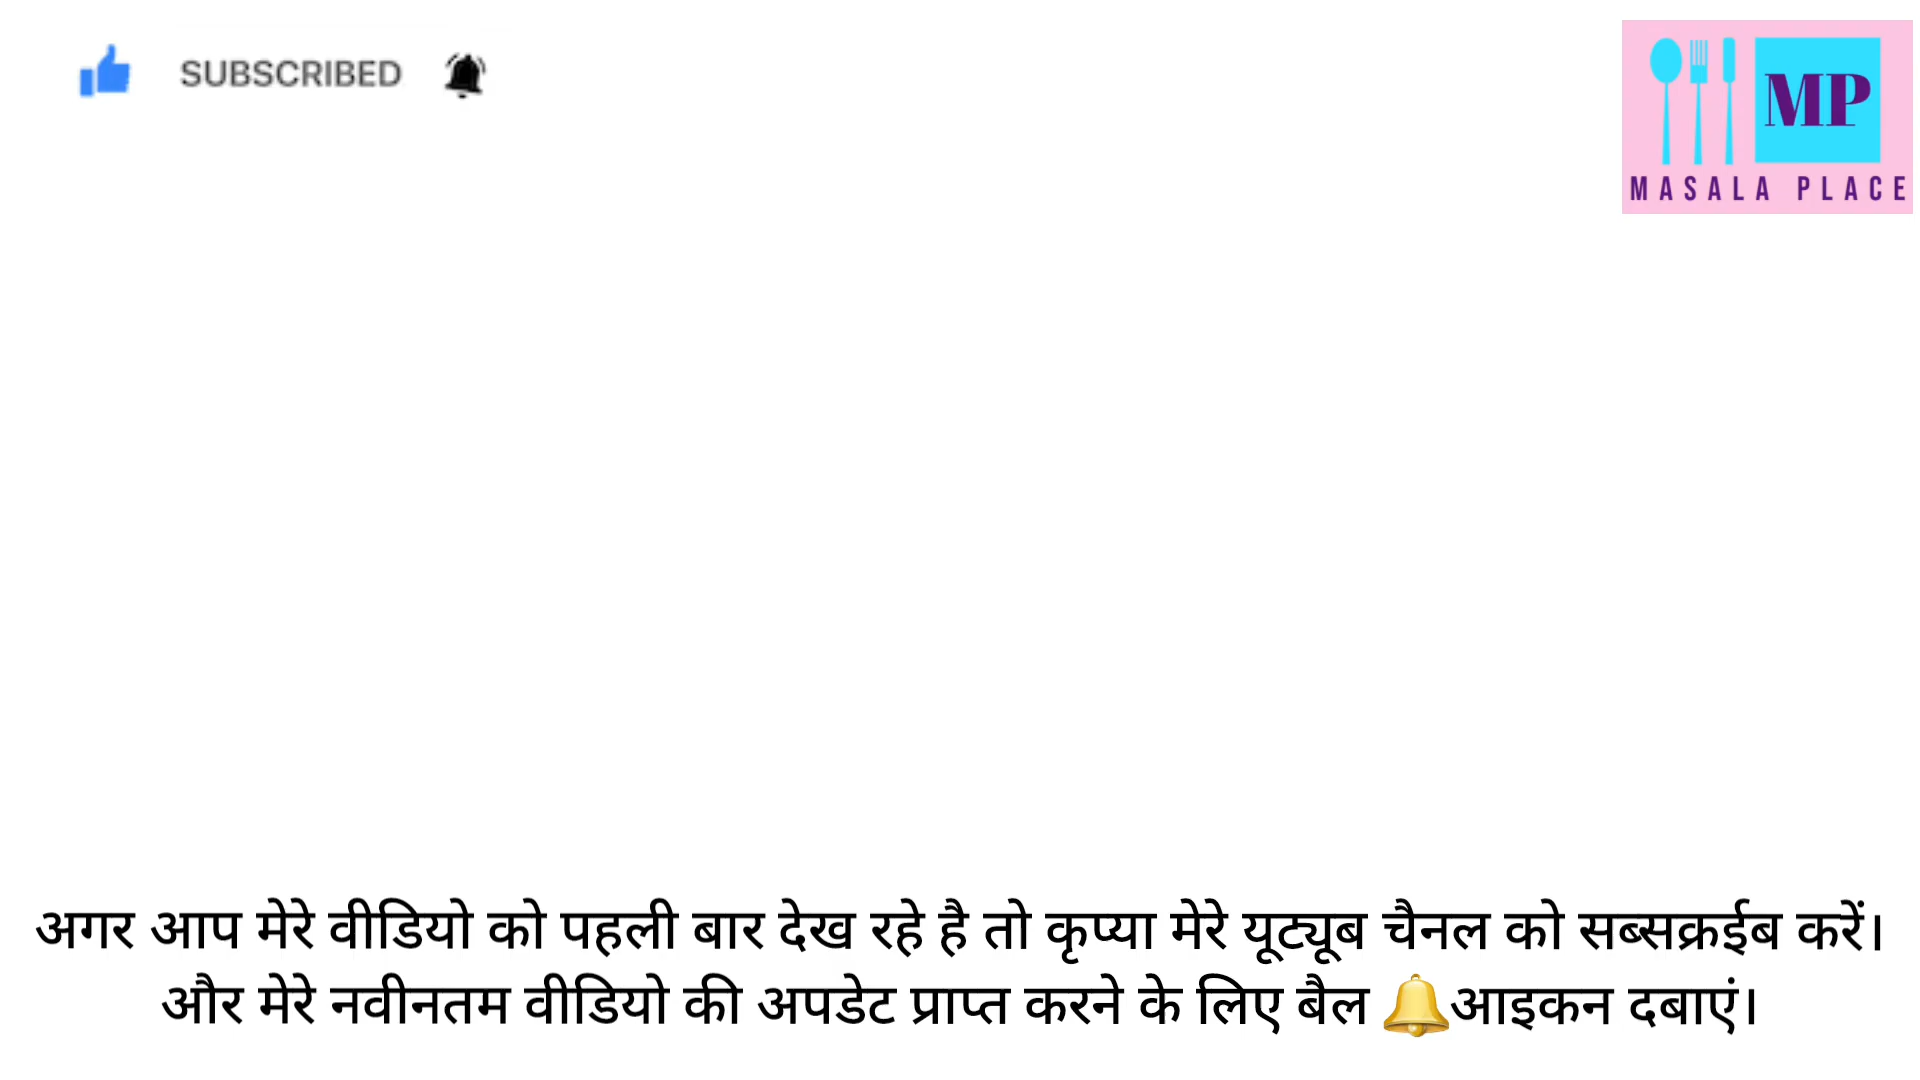 SUBSCRIBED
MP
MASALA PLACE
अगर आप मेरे वीडियो को पहली बार देख रहे है तो कृप्या मेरे यूट्यूब चैनल को सब्सक्रईब करें।
और मेरे नवीनतम वीडियो की अपडेट प्राप्त करने के लिए बैल 🔔आइकन दबाएं।